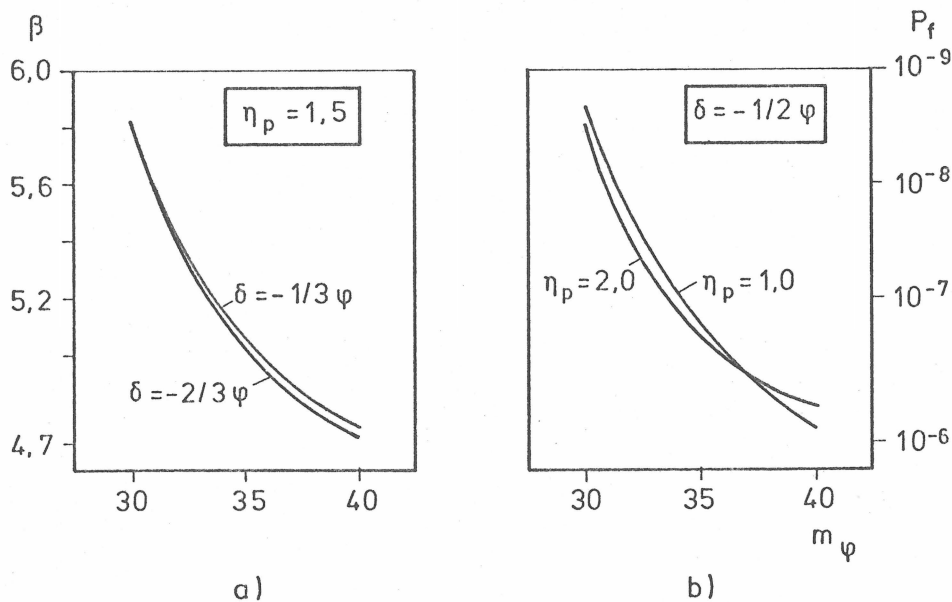 β
6,0
5,6
5,2
4,7
η_p = 1,5
δ = -1/3 φ
δ = -2/3 φ
30 35 40
a)
P_f
10^-9
10^-8
10^-7
10^-6
δ = -1/2 φ
η_p = 2,0
η_p = 1,0
30 35 40
m_φ
b)